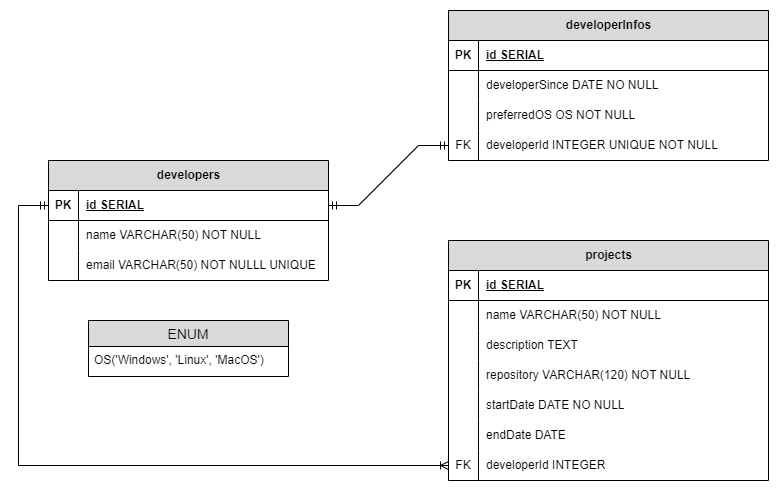 developerInfos
PK id SERIAL
developerSince DATE NO NULL
preferredOS OS NOT NULL
FK developerId INTEGER UNIQUE NOT NULL
developers
PK id SERIAL
name VARCHAR(50) NOT NULL
email VARCHAR(50) NOT NULLL UNIQUE
ENUM
OS('Windows', 'Linux', 'MacOS')
projects
PK id SERIAL
name VARCHAR(50) NOT NULL
description TEXT
repository VARCHAR(120) NOT NULL
startDate DATE NO NULL
endDate DATE
FK developerId INTEGER